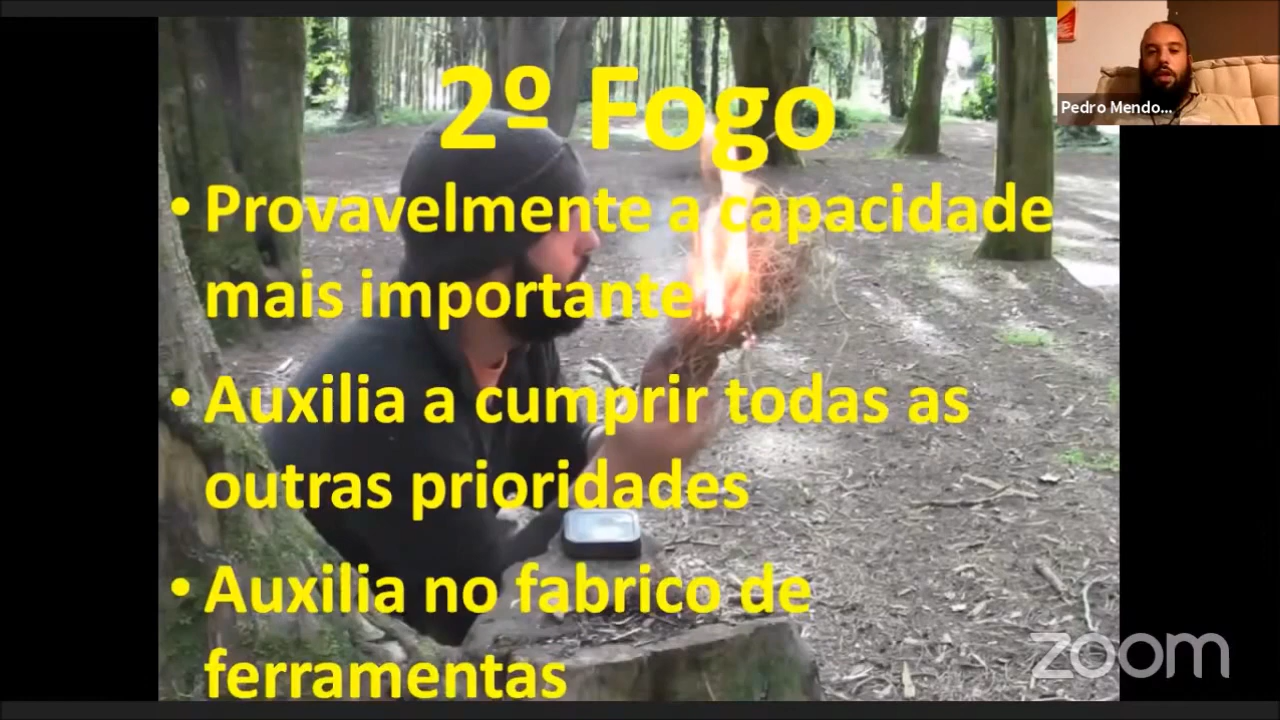 2º Fogo
Pedro Mendo...
• Provavelmente a capacidade
mais importante
• Auxilia a cumprir todas as
outras prioridades
• Auxilia no fabrico de
ferramentas
zoom